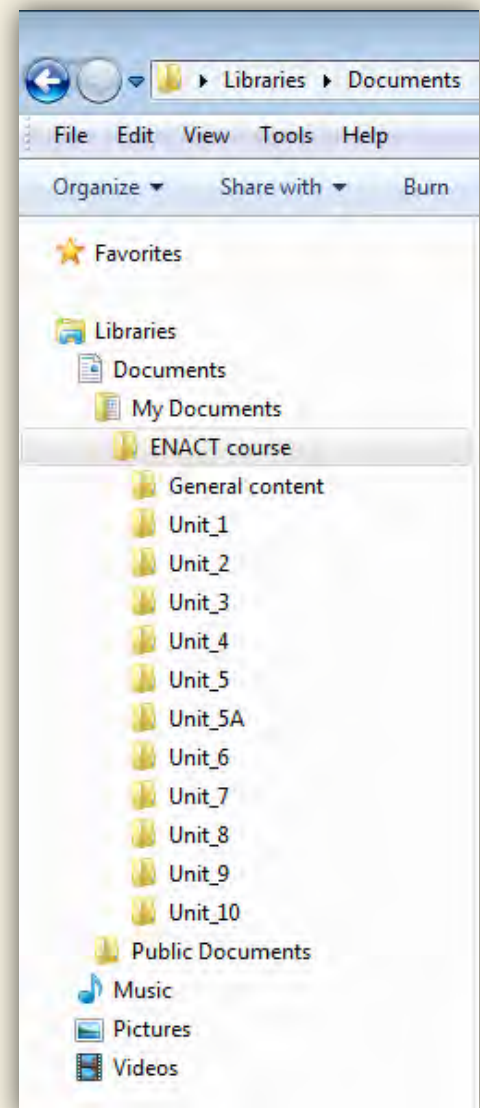 Libraries Documents
File Edit View Tools Help
Organize Share with Burn
Favorites
Libraries
Documents
My Documents
ENACT course
General content
Unit_1
Unit_2
Unit_3
Unit_4
Unit_5
Unit_5A
Unit_6
Unit_7
Unit_8
Unit_9
Unit_10
Public Documents
Music
Pictures
Videos